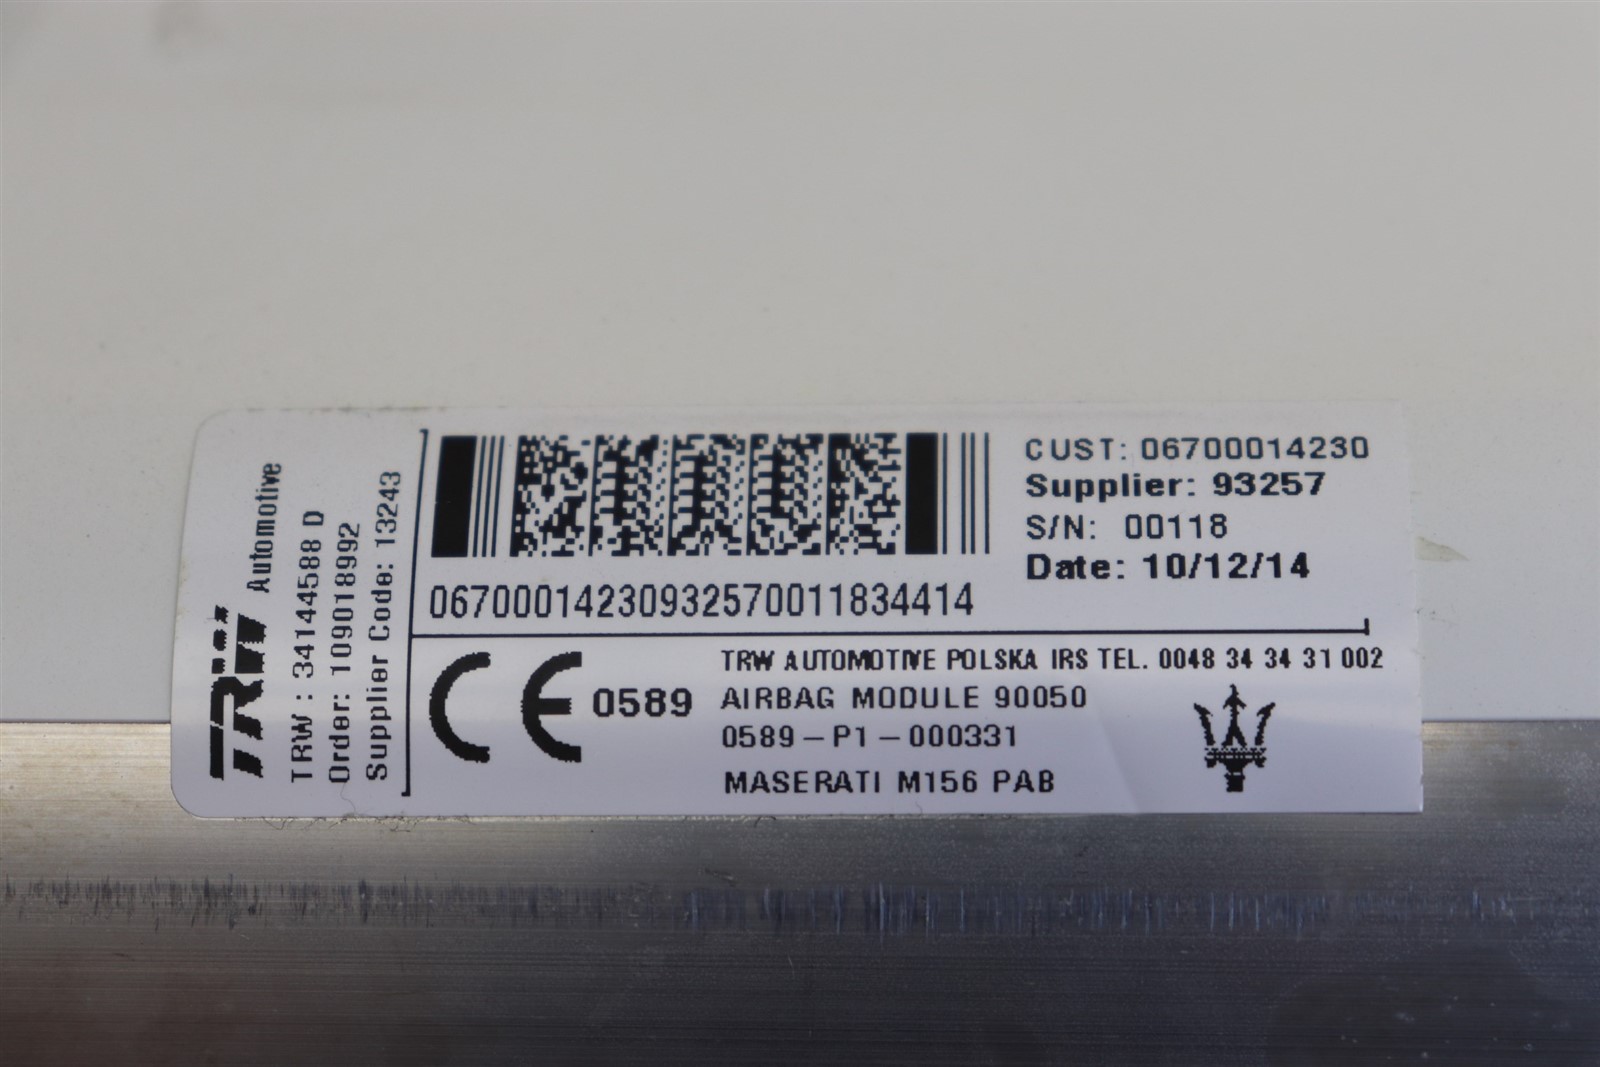 TRW Automotive
TRW : 34144588 D
Order: 109018992
Supplier Code: 13243
CUST: 06700014230
Supplier: 93257
S/N: 00118
Date: 10/12/14
0670001423093257001183​4414
CE 0589
TRW AUTOMOTIVE POLSKA IRS TEL. 0048 34 34 31 002
AIRBAG MODULE 90050
0589-P1-000331
MASERATI M156 PAB